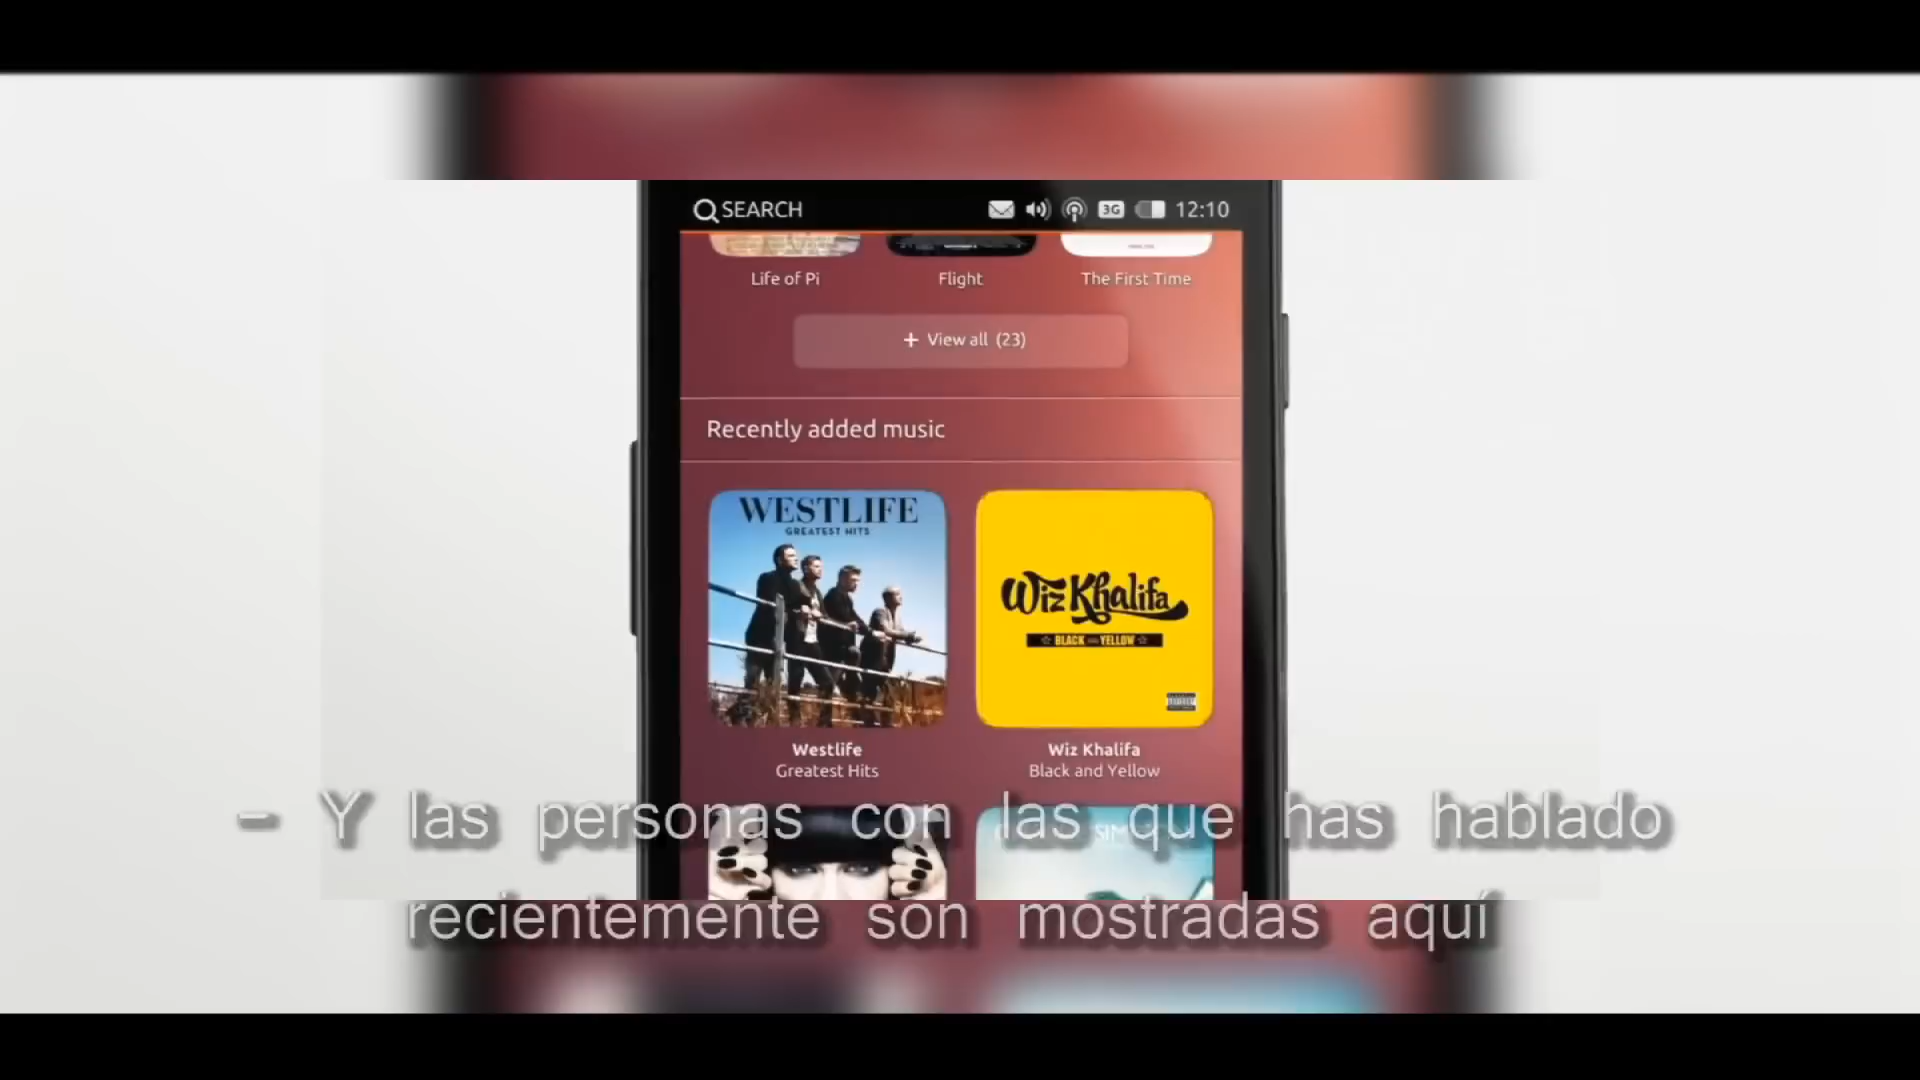 SEARCH
3G
12:10
Life of Pi
Flight
The First Time
+ View all (23)
Recently added music
WESTLIFE
GREATEST HITS
Wiz Khalifa
BLACK AND YELLOW
Westlife
Greatest Hits
Wiz Khalifa
Black and Yellow
- Y las personas con las que has hablado
recientemente son mostradas aquí